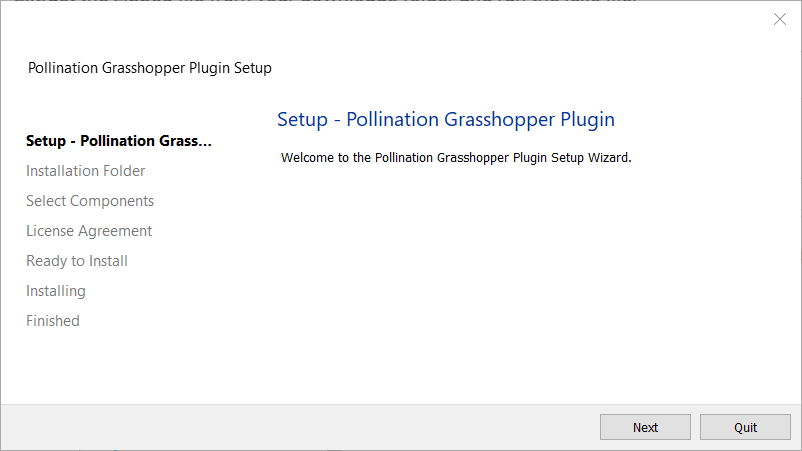 Pollination Grasshopper Plugin Setup
Setup - Pollination Grass...
Installation Folder
Select Components
License Agreement
Ready to Install
Installing
Finished
Setup - Pollination Grasshopper Plugin
Welcome to the Pollination Grasshopper Plugin Setup Wizard.
Next
Quit